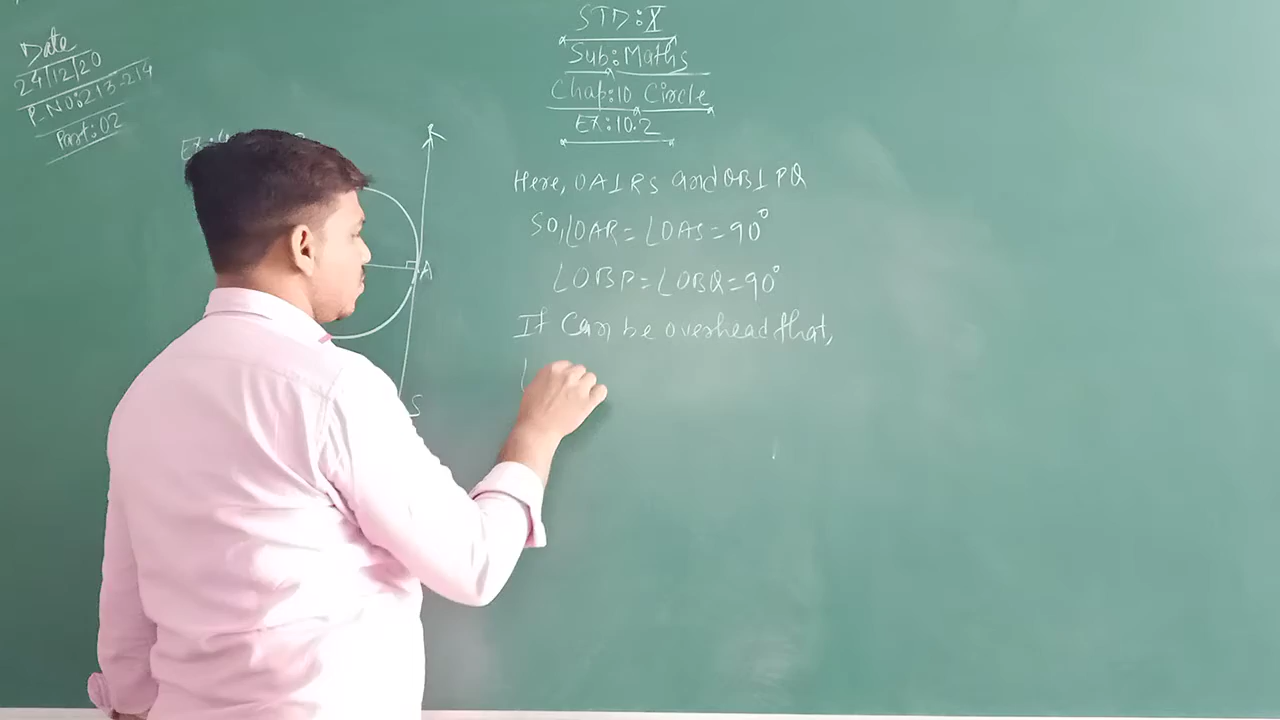 Date
24/12/20
P.NO:213-214
Part:02
STD:X
Sub:Maths
Chap:10 Circle
Ex:10.2
R
A
S
Here, OA⊥RS and OB⊥PQ
SO,∠OAR=∠OAS=90°
∠OBP=∠OBQ=90°
It Can be overhead that,
∠